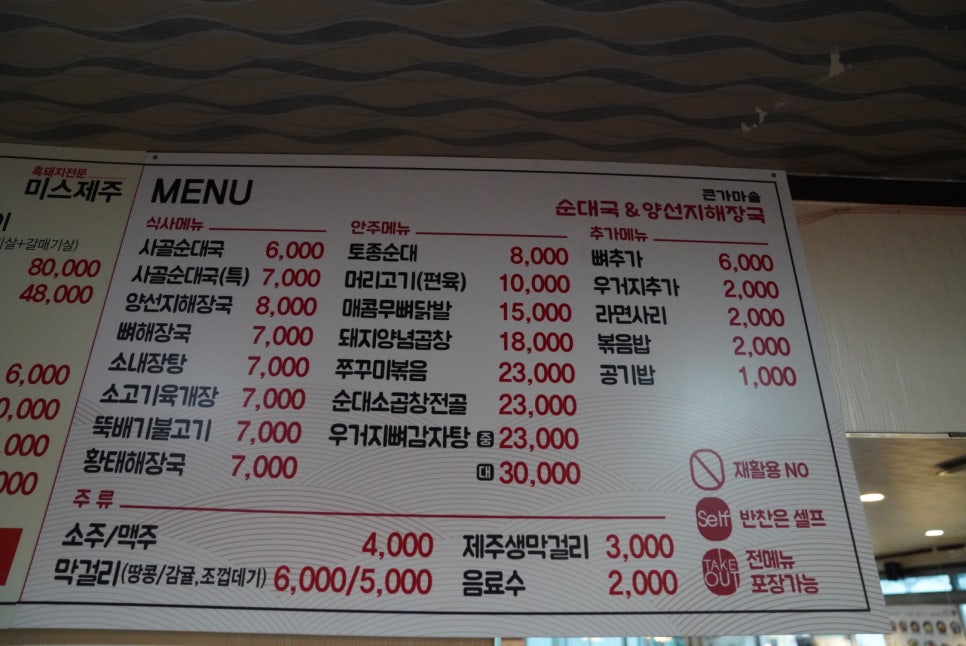 흑돼지전문
미스제주
살+갈매기살)
80,000
48,000
6,000
0,000
,000
000
MENU
큰가마솥
순대국 & 양선지해장국
식사메뉴
사골순대국 6,000
사골순대국(특) 7,000
양선지해장국 8,000
뼈해장국 7,000
소내장탕 7,000
소고기육개장 7,000
뚝배기불고기 7,000
황태해장국 7,000
안주메뉴
토종순대 8,000
머리고기(편육) 10,000
매콤무뼈닭발 15,000
돼지양념곱창 18,000
쭈꾸미볶음 23,000
순대소곱창전골 23,000
우거지뼈감자탕 중 23,000
대 30,000
추가메뉴
뼈추가 6,000
우거지추가 2,000
라면사리 2,000
볶음밥 2,000
공기밥 1,000
주류
소주/맥주 4,000
막걸리(땅콩/감귤,조껍데기) 6,000/5,000
제주생막걸리 3,000
음료수 2,000
재활용 NO
Self 반찬은 셀프
TAKE OUT 전메뉴
포장가능